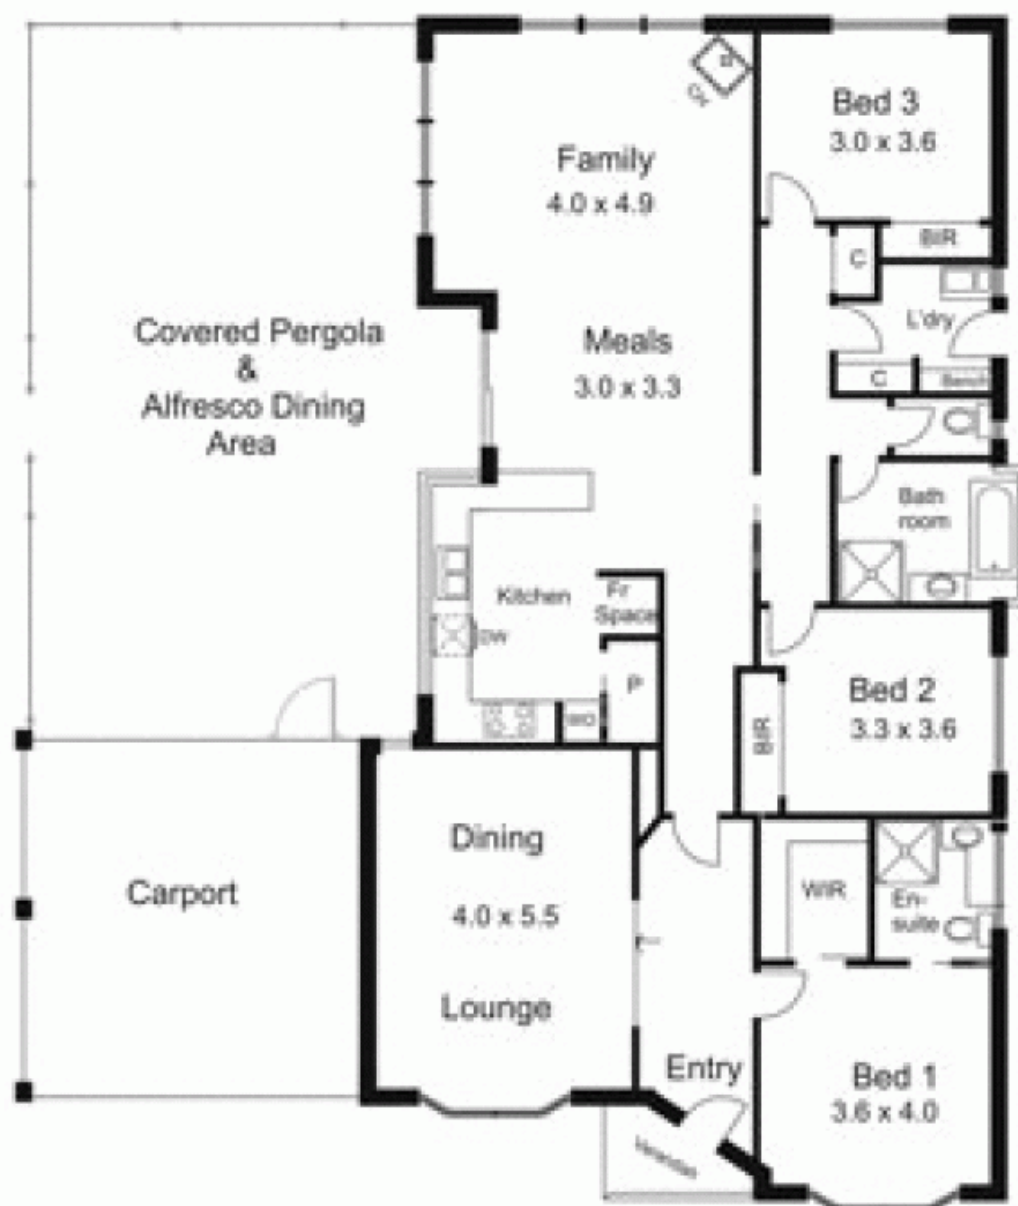 Bed 3
3.0 x 3.6
Family
4.0 x 4.9
BIR
C
L'dry
Covered Pergola
&
Alfresco Dining
Area
Meals
3.0 x 3.3
C
Bench
Bath
room
Kitchen
Fr
Space
DW
P
WO
Bed 2
3.3 x 3.6
BIR
Dining
Carport
4.0 x 5.5
WIR
En-
suite
Lounge
Entry
Bed 1
3.6 x 4.0
Verandah